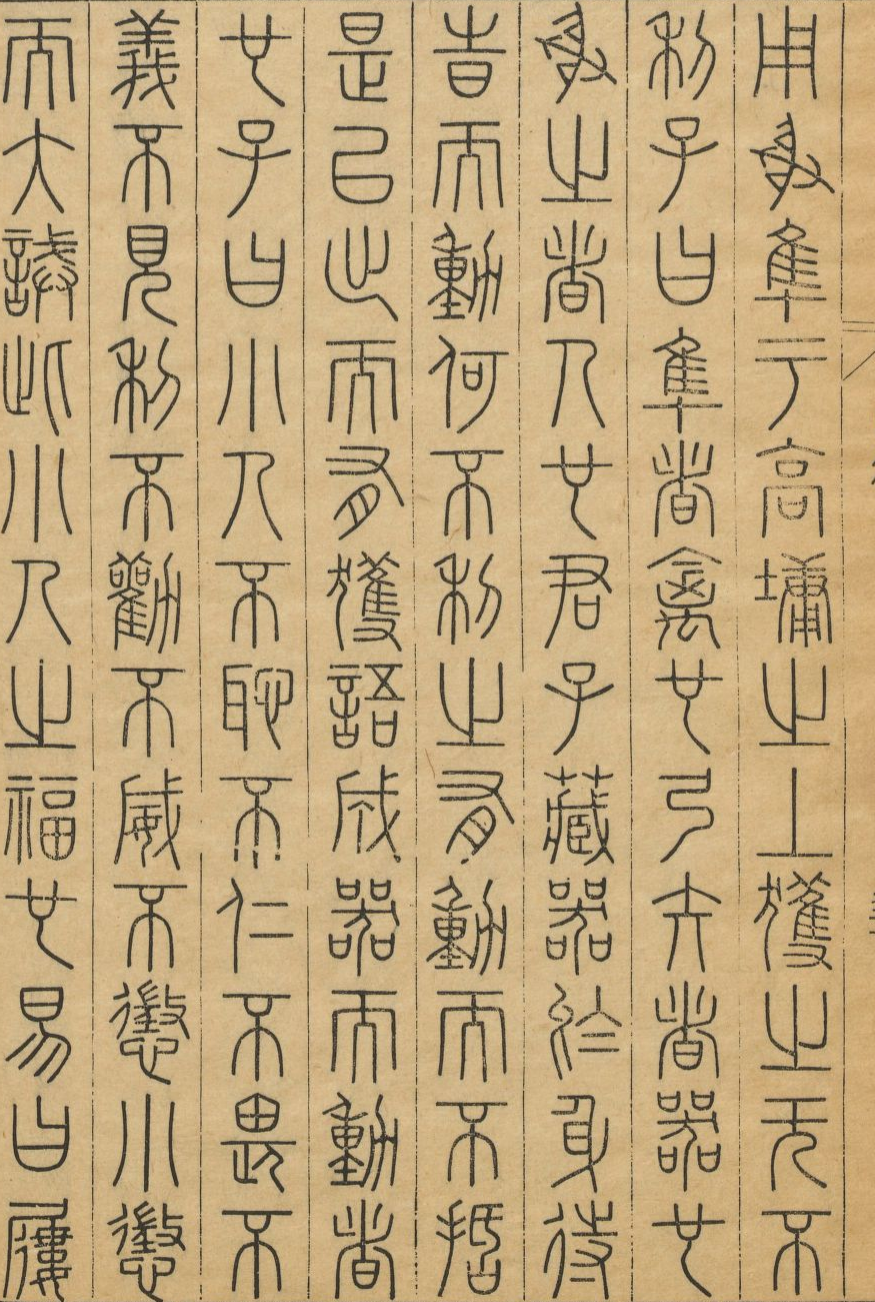 用射隼于高墉之上獲之无不
利子曰隼者禽也弓矢者器也
射之者人也君子藏器於身待
時而動何不利之有動而不括
是以出而有獲語成器而動者
也子曰小人不恥不仁不畏不
義不見利不勸不威不懲小懲
而大誡此小人之福也易曰屨